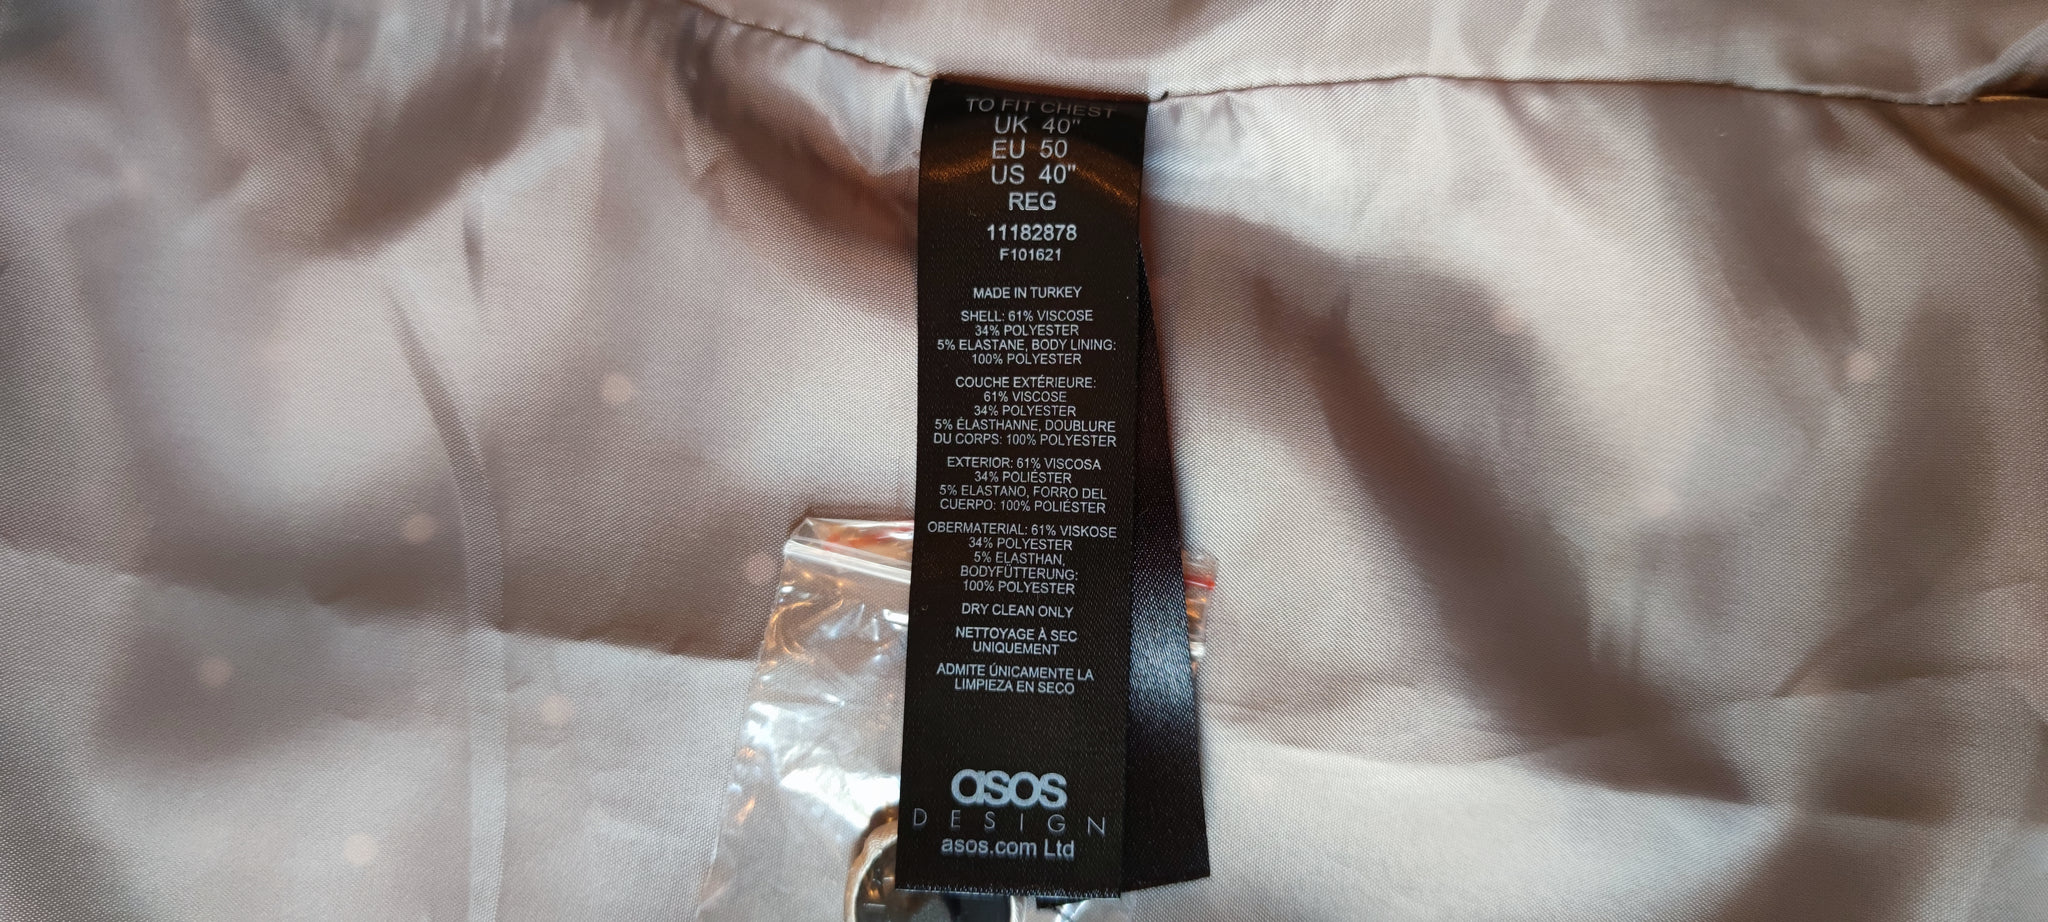 TO FIT CHEST
UK 40"
EU 50
US 40"
REG
11182878
F101621
MADE IN TURKEY
SHELL: 61% VISCOSE
34% POLYESTER
5% ELASTANE, BODY LINING:
100% POLYESTER
COUCHE EXTÉRIEURE:
61% VISCOSE
34% POLYESTER
5% ÉLASTHANNE, DOUBLURE
DU CORPS: 100% POLYESTER
EXTERIOR: 61% VISCOSA
34% POLIÉSTER
5% ELASTANO, FORRO DEL
CUERPO: 100% POLIÉSTER
OBERMATERIAL: 61% VISKOSE
34% POLYESTER
5% ELASTHAN,
BODYFÜTTERUNG:
100% POLYESTER
DRY CLEAN ONLY
NETTOYAGE À SEC
UNIQUEMENT
ADMITE ÚNICAMENTE LA
LIMPIEZA EN SECO
asos
DESIGN
asos.com Ltd